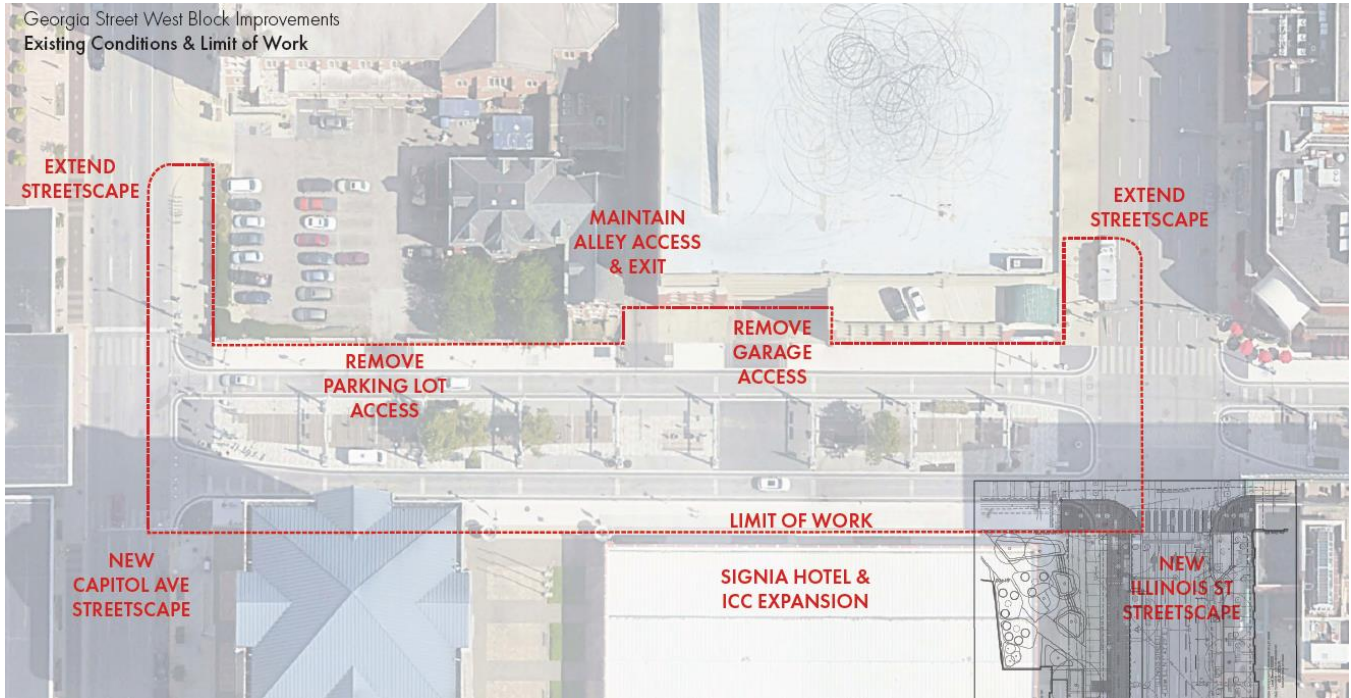 Georgia Street West Block Improvements
Existing Conditions & Limit of Work
EXTEND
STREETSCAPE
MAINTAIN
ALLEY ACCESS
& EXIT
EXTEND
STREETSCAPE
REMOVE
PARKING LOT
ACCESS
REMOVE
GARAGE
ACCESS
LIMIT OF WORK
NEW
CAPITOL AVE
STREETSCAPE
SIGNIA HOTEL &
ICC EXPANSION
NEW
ILLINOIS ST
STREETSCAPE